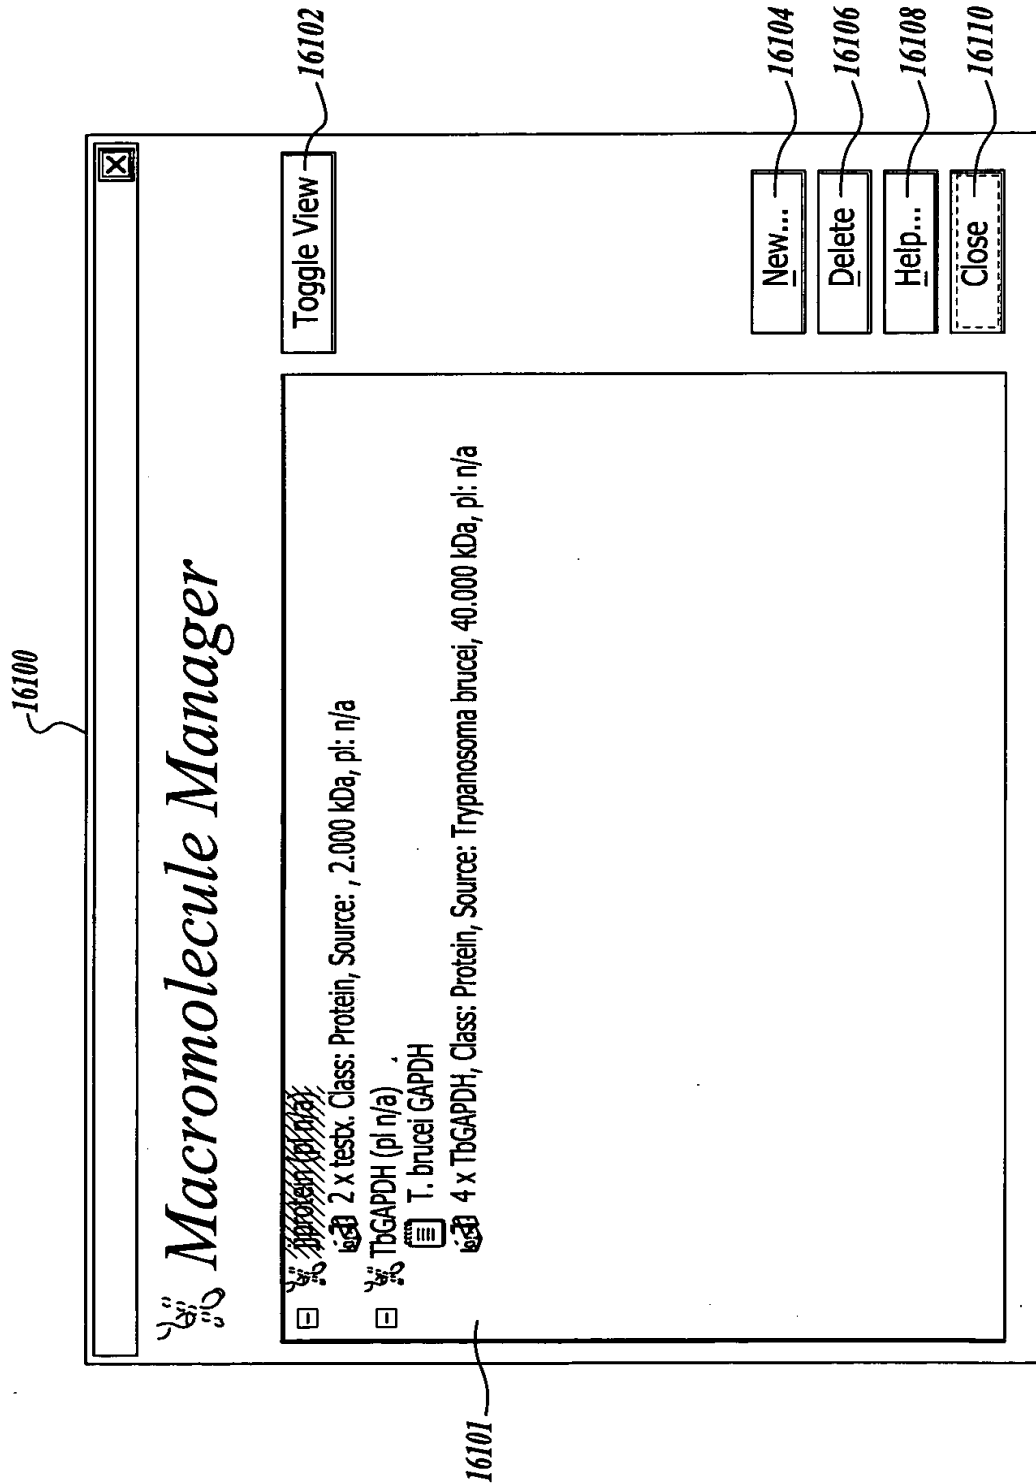 16100
Macromolecule Manager
Toggle View
16102
jjprotein (pI n/a)
2 x testx. Class: Protein, Source: , 2.000 kDa, pI: n/a
TbGAPDH (pI n/a)
T. brucei GAPDH
4 x TbGAPDH, Class: Protein, Source: Trypanosoma brucei, 40.000 kDa, pI: n/a
16101
New...
16104
Delete
16106
Help...
16108
Close
16110